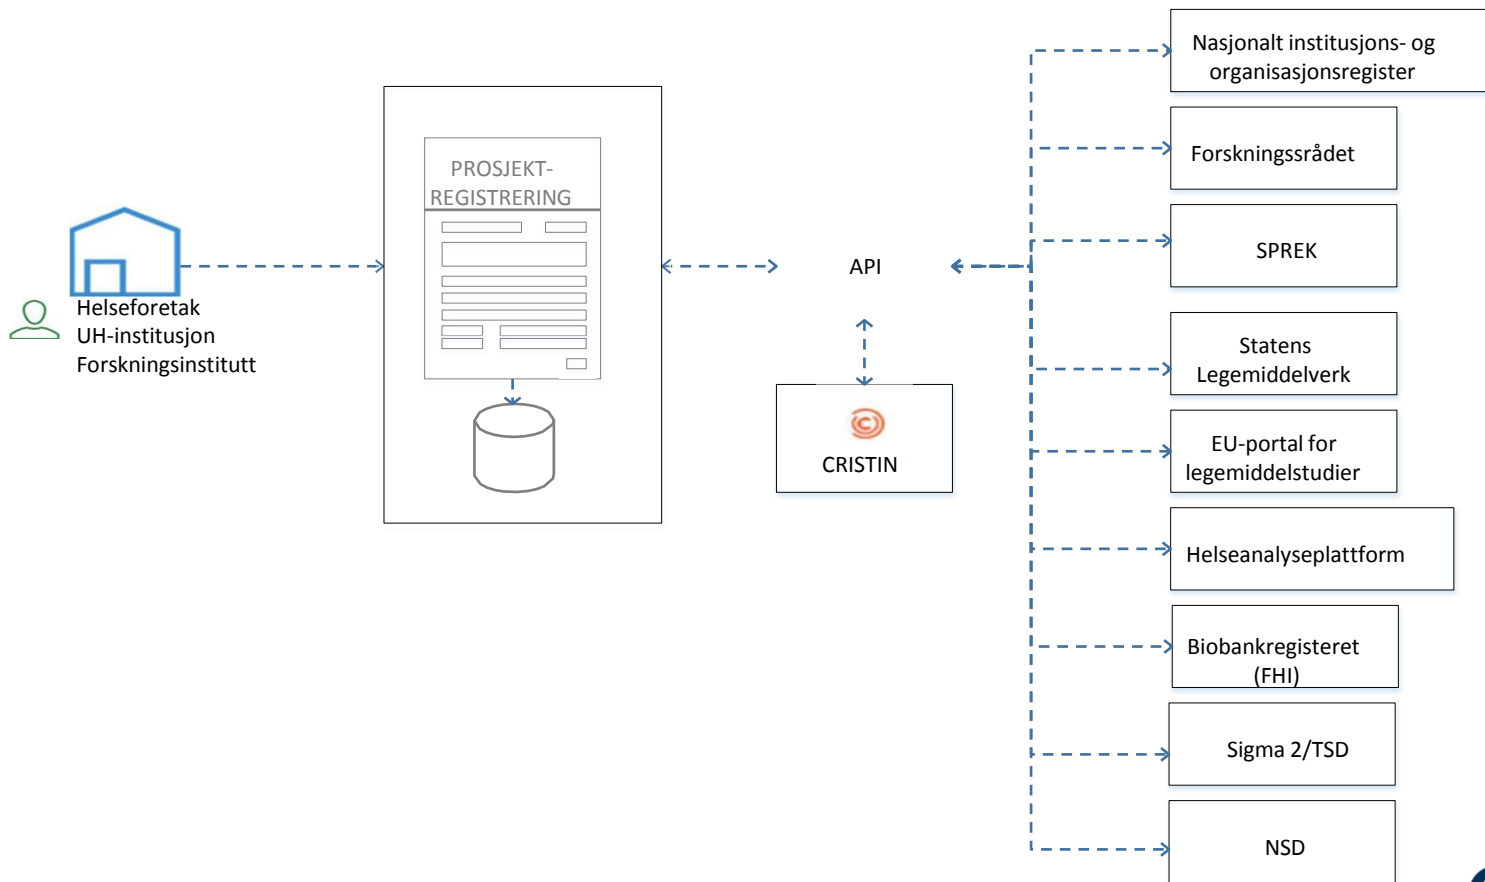 Helseforetak
UH-institusjon
Forskningsinstitutt
PROSJEKT-
REGISTRERING
API
CRISTIN
Nasjonalt institusjons- og
organisasjonsregister
Forskningssrådet
SPREK
Statens
Legemiddelverk
EU-portal for
legemiddelstudier
Helseanalyseplattform
Biobankregisteret
(FHI)
Sigma 2/TSD
NSD